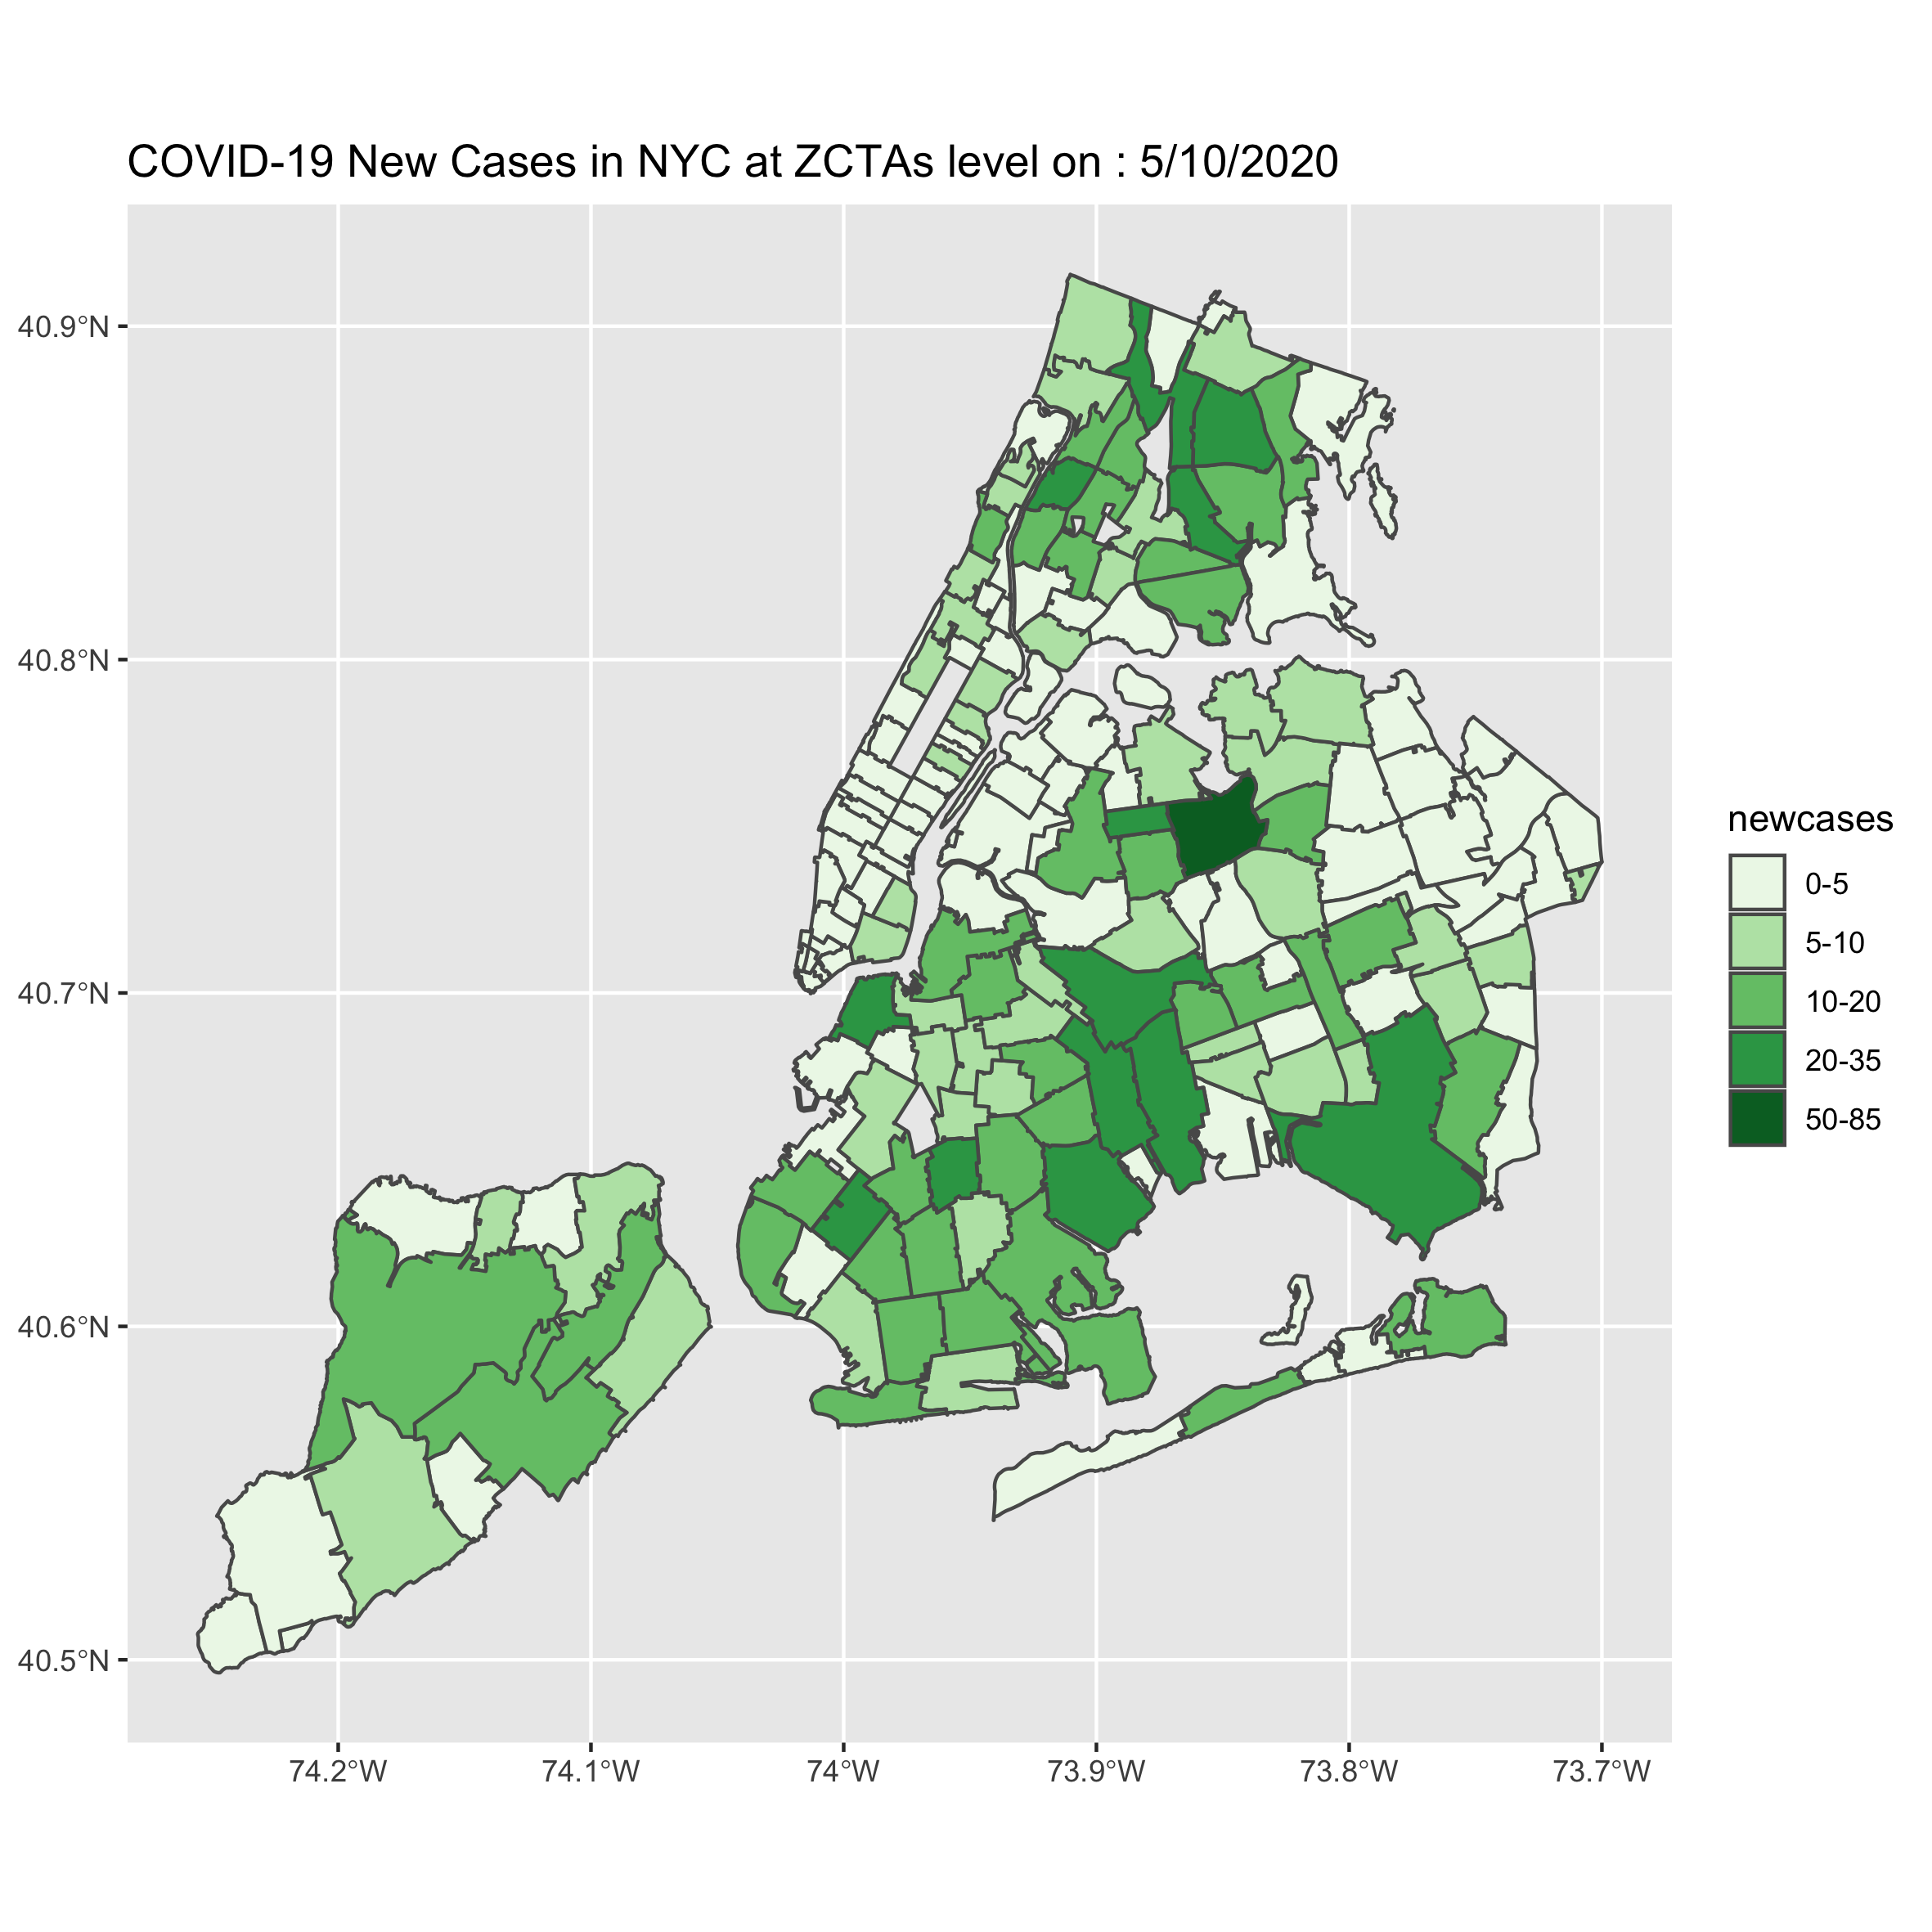 COVID-19 New Cases in NYC at ZCTAs level on : 5/10/2020
40.9°N
40.8°N
40.7°N
40.6°N
40.5°N
74.2°W
74.1°W
74°W
73.9°W
73.8°W
73.7°W
newcases
0-5
5-10
10-20
20-35
50-85